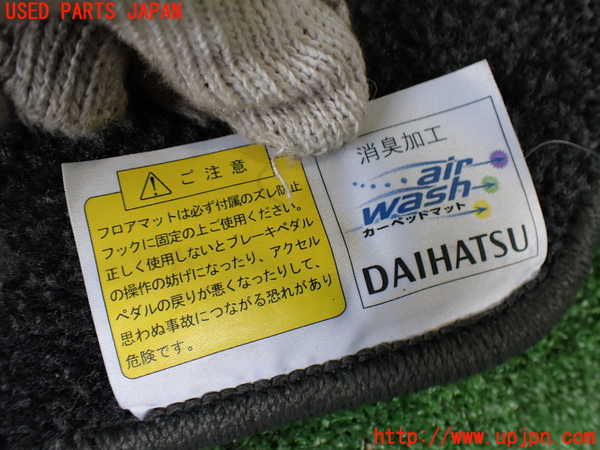 USED PARTS JAPAN
ご注意
フロアマットは必ず付属のズレ防止
フックに固定の上ご使用ください。
正しく使用しないとブレーキペダル
の操作の妨げになったり、アクセル
ペダルの戻りが悪くなったりして、
思わぬ事故につながる恐れがあり
危険です。
消臭加工
air
wash
カーペットマット
DAIHATSU
http://www.upjpn.com/